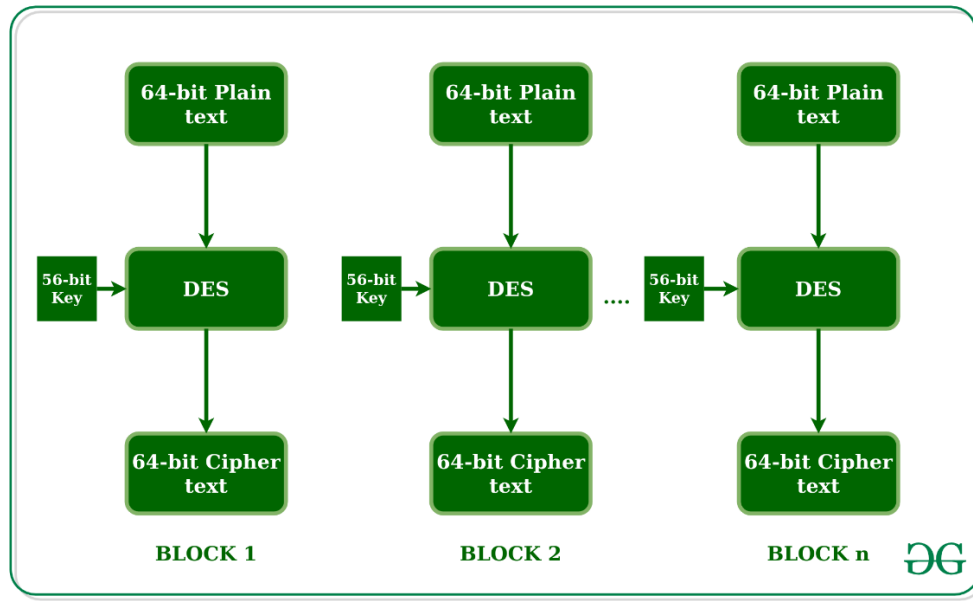 64-bit Plain
text
64-bit Plain
text
64-bit Plain
text
56-bit
Key
DES
56-bit
Key
DES
....
56-bit
Key
DES
64-bit Cipher
text
64-bit Cipher
text
64-bit Cipher
text
BLOCK 1
BLOCK 2
BLOCK n